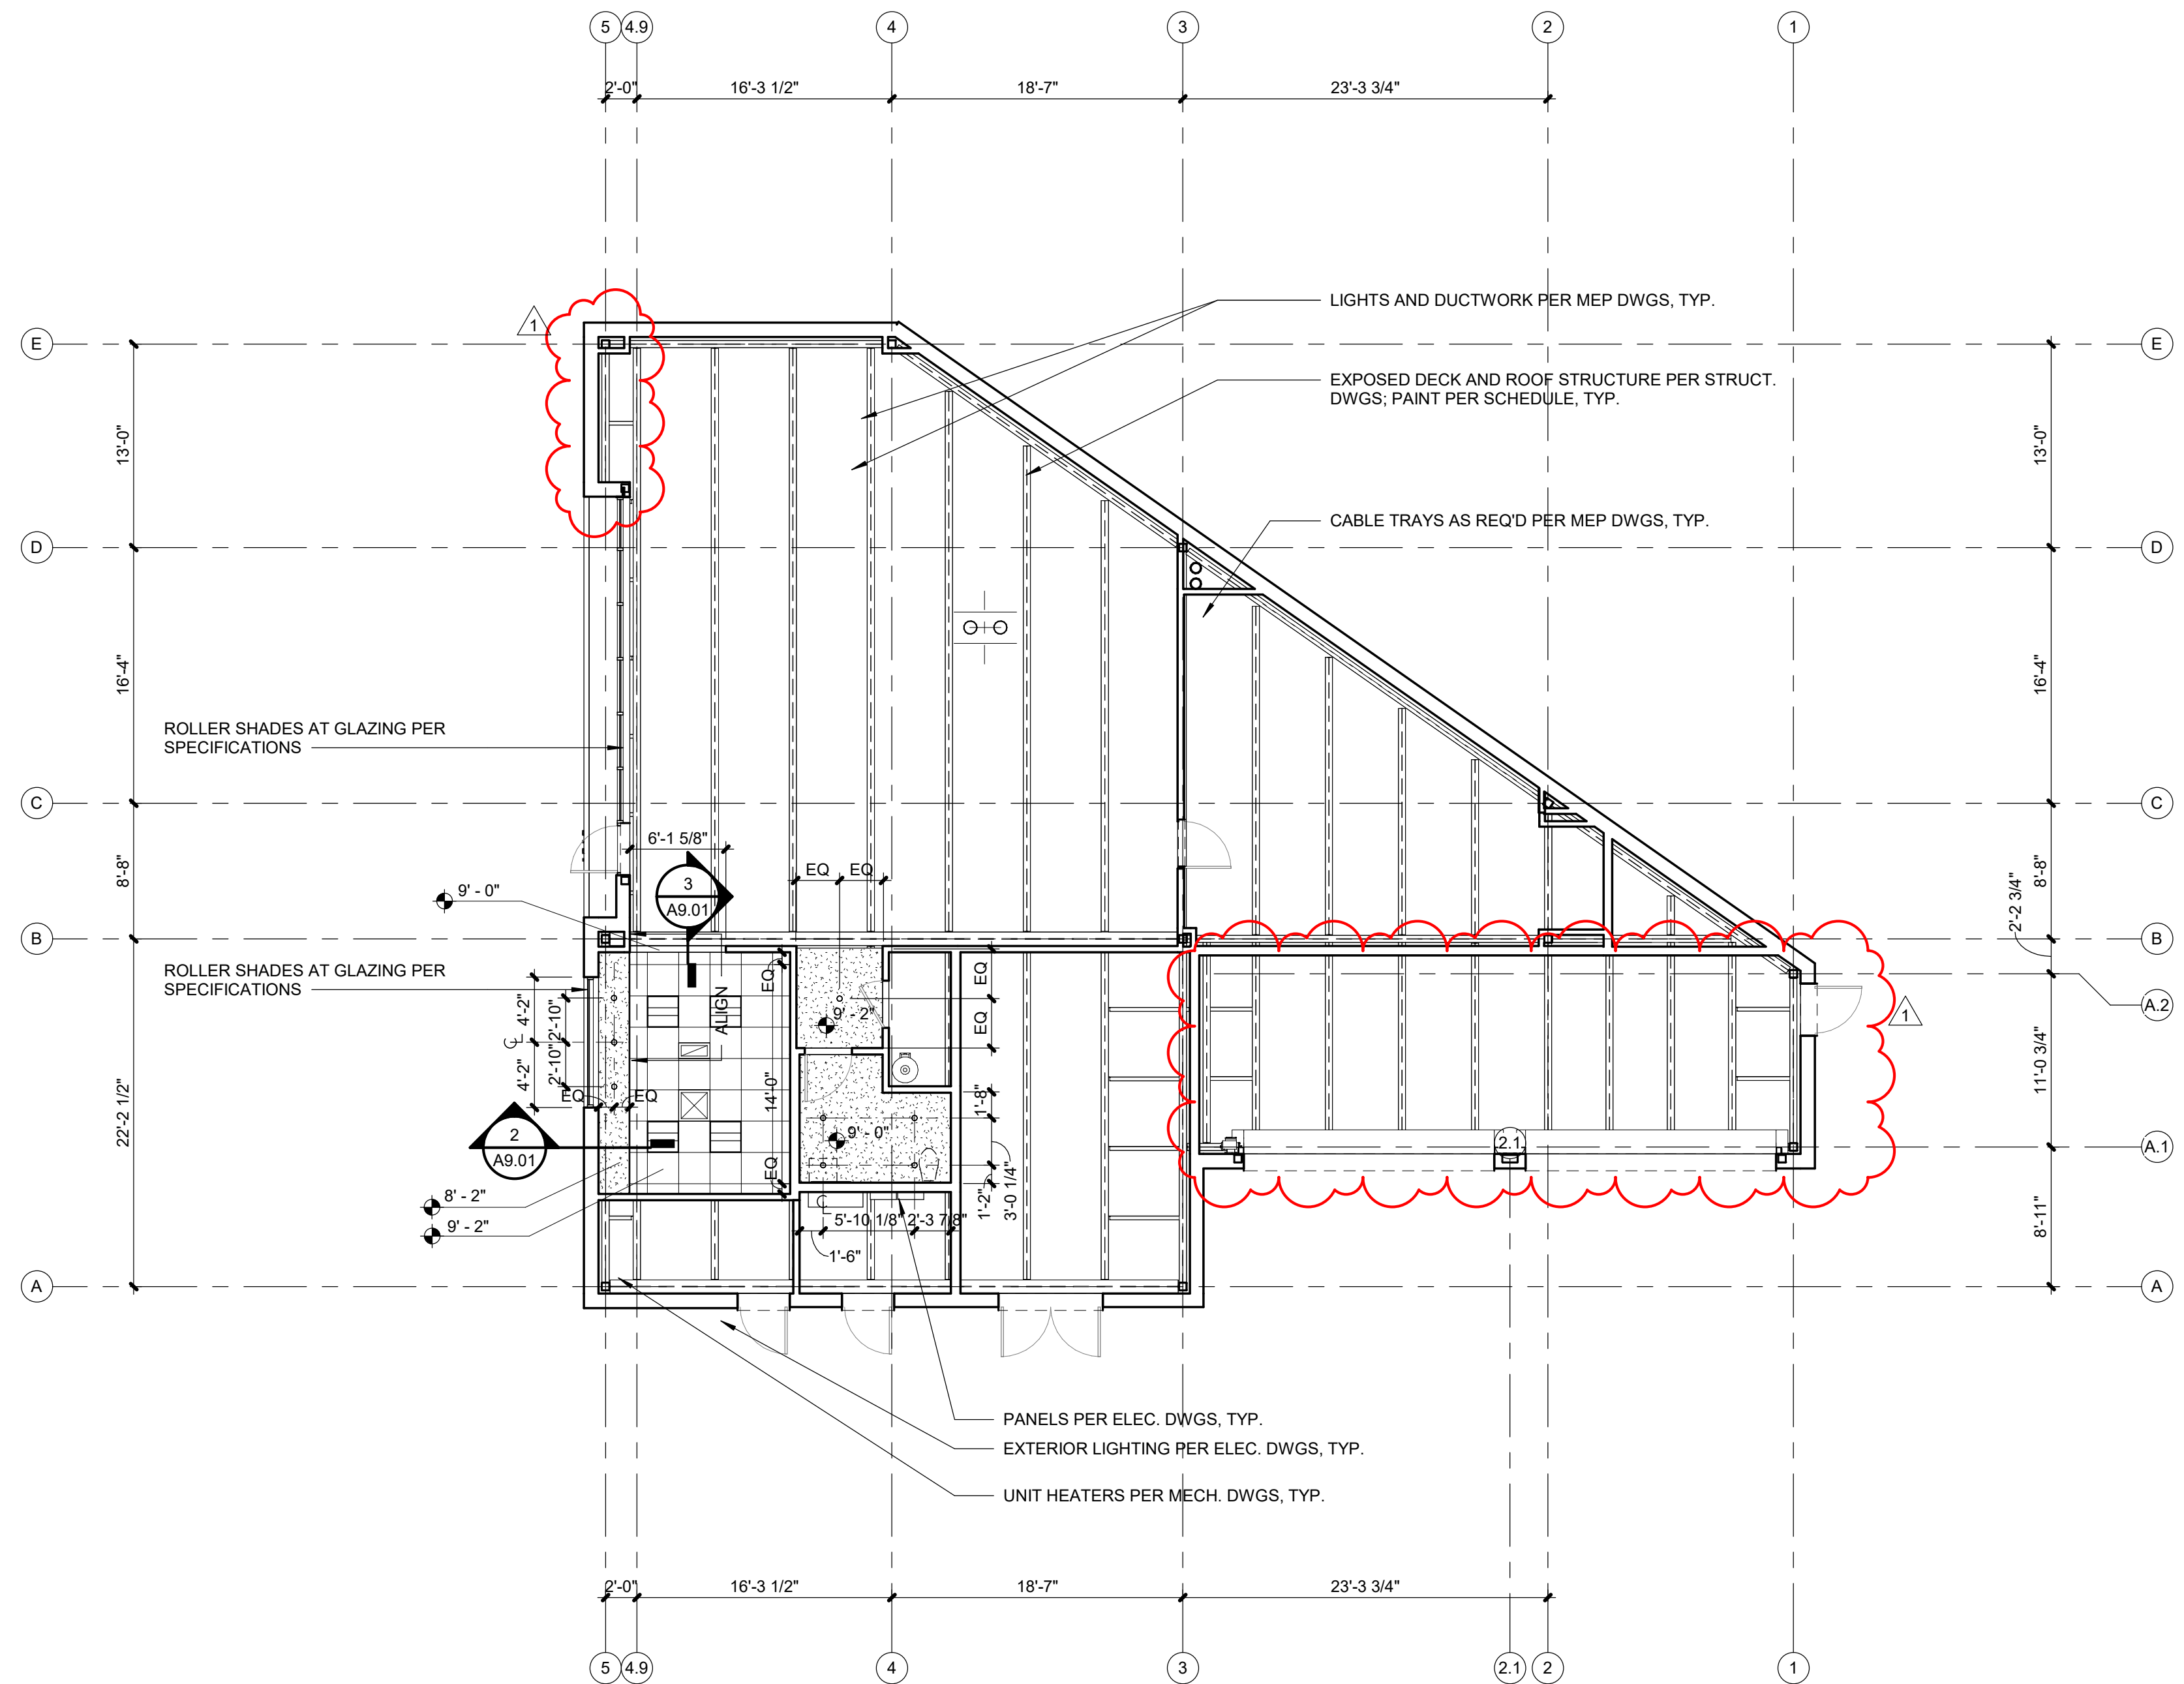 5 4.9 4 3 2 1
2'-0" 16'-3 1/2" 18'-7" 23'-3 3/4"
LIGHTS AND DUCTWORK PER MEP DWGS, TYP.
1
E E
EXPOSED DECK AND ROOF STRUCTURE PER STRUCT.
DWGS; PAINT PER SCHEDULE, TYP.
13'-0" 13'-0"
CABLE TRAYS AS REQ'D PER MEP DWGS, TYP.
D D
16'-4" 16'-4"
ROLLER SHADES AT GLAZING PER
SPECIFICATIONS
C C
6'-1 5/8"
8'-8" EQ EQ 8'-8"
3
A9.01
9' - 0"
2'-2 3/4"
B B
ROLLER SHADES AT GLAZING PER
SPECIFICATIONS
EQ EQ
A.2
4'-2" 2'-10" ALIGN 9' - 2" EQ 1
CL
4'-2" 2'-10" 14'-0" 11'-0 3/4"
EQ EQ 1'-8"
22'-2 1/2"
2
A9.01
9' - 0" 2.1 A.1
EQ
8' - 2" 1'-2" 3'-0 1/4"
CL
9' - 2" 5'-10 1/8" 2'-3 7/8" 8'-11"
1'-6"
A A
PANELS PER ELEC. DWGS, TYP.
EXTERIOR LIGHTING PER ELEC. DWGS, TYP.
UNIT HEATERS PER MECH. DWGS, TYP.
2'-0" 16'-3 1/2" 18'-7" 23'-3 3/4"
5 4.9 4 3 2.1 2 1